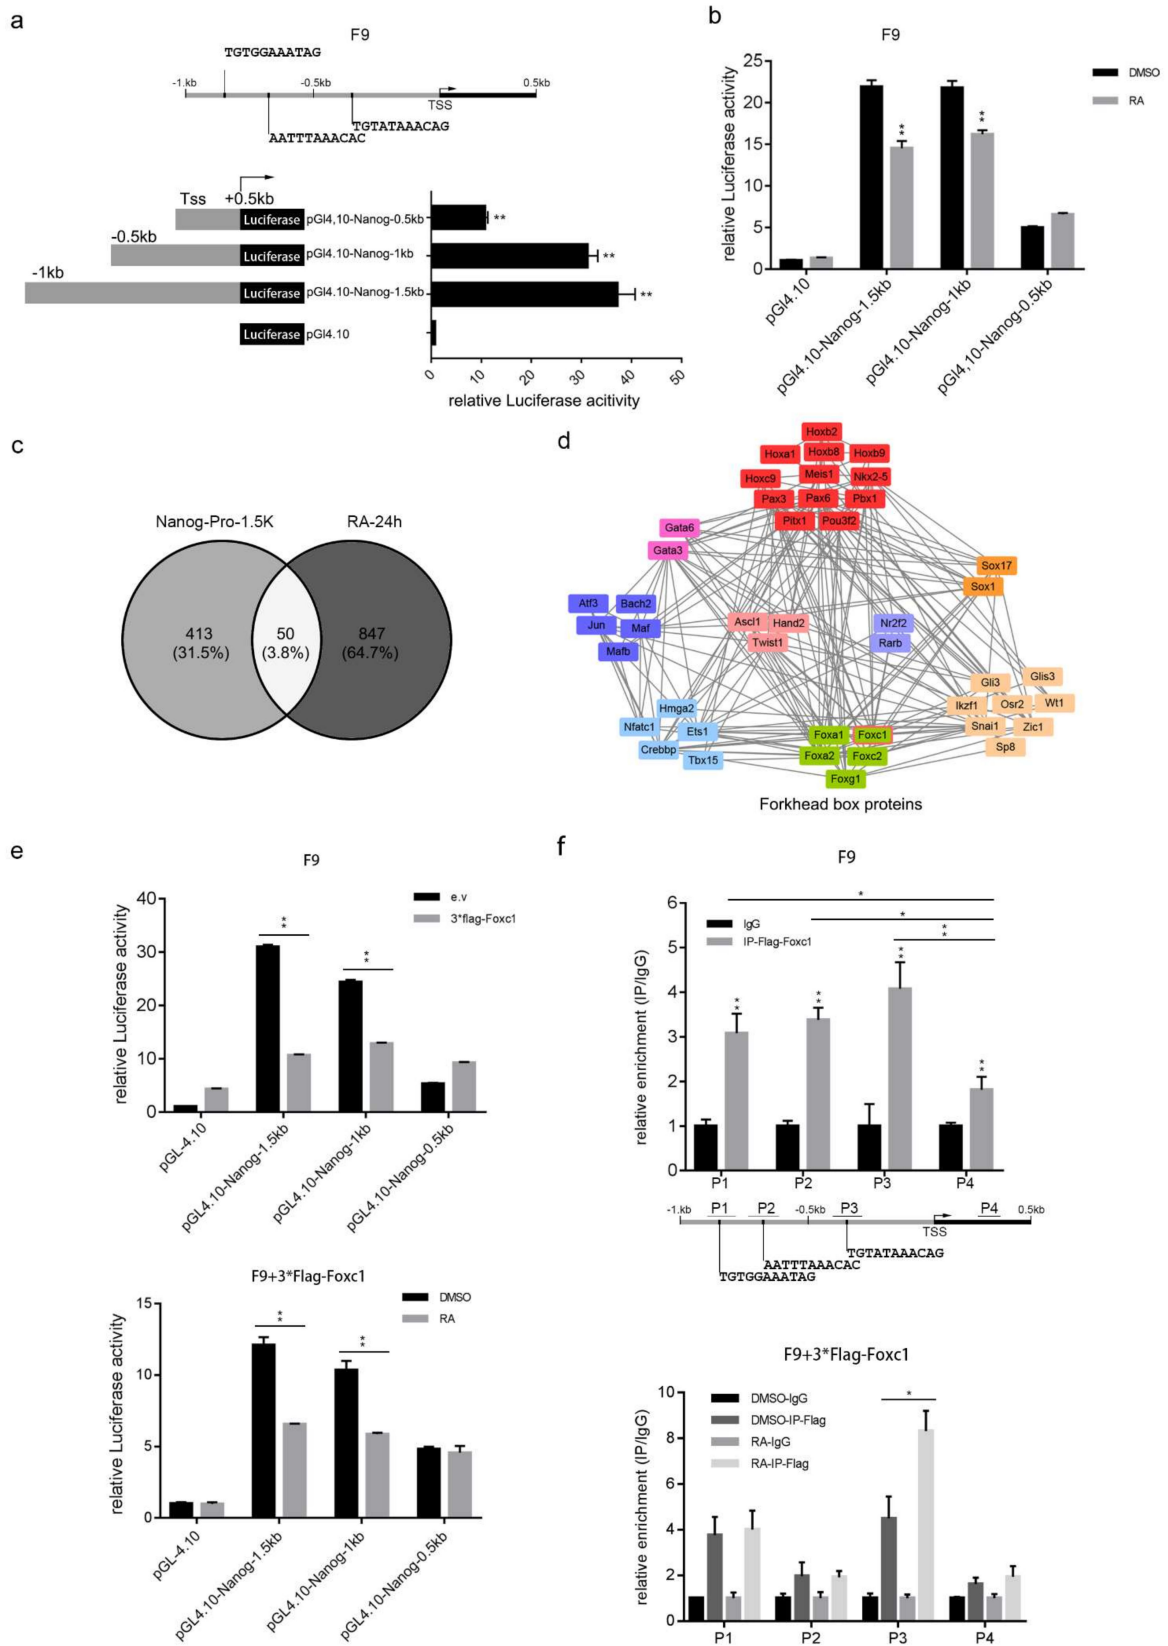 a
F9
TGTGGAAATAG
-1.kb
-0.5kb
0.5kb
TSS
TGTATAAACAG
AATTTAAACAC
Tss
+0.5kb
Luciferase
pGl4,10-Nanog-0.5kb
**
-0.5kb
Luciferase
pGl4.10-Nanog-1kb
**
-1kb
Luciferase
pGl4.10-Nanog-1.5kb
**
Luciferase
pGl4.10
0
10
20
30
40
50
relative Luciferase acitivity
b
F9
DMSO
RA
relative Luciferase activity
25
20
15
10
5
0
**
**
pGl4.10
pGl4.10-Nanog-1.5kb
pGl4.10-Nanog-1kb
pGl4,10-Nanog-0.5kb
c
Nanog-Pro-1.5K
RA-24h
413
(31.5%)
50
(3.8%)
847
(64.7%)
d
Hoxb2
Hoxa1
Hoxb8
Hoxb9
Hoxc9
Meis1
Nkx2-5
Pax3
Pax6
Pbx1
Pitx1
Pou3f2
Gata6
Gata3
Sox17
Sox1
Atf3
Bach2
Jun
Maf
Mafb
Ascl1
Hand2
Twist1
Nr2f2
Rarb
Gli3
Glis3
Ikzf1
Osr2
Wt1
Snai1
Zic1
Sp8
Hmga2
Nfatc1
Ets1
Crebbp
Tbx15
Foxa1
Foxc1
Foxa2
Foxc2
Foxg1
Forkhead box proteins
e
F9
e.v
3*flag-Foxc1
relative Luciferase activity
40
30
20
10
0
**
**
pGL-4.10
pGL4.10-Nanog-1.5kb
pGL4.10-Nanog-1kb
pGL4.10-Nanog-0.5kb
F9+3*Flag-Foxc1
DMSO
RA
relative Luciferase activity
15
10
5
0
**
**
pGL-4.10
pGL4.10-Nanog-1.5kb
pGL4.10-Nanog-1kb
pGL4.10-Nanog-0.5kb
f
F9
IgG
IP-Flag-Foxc1
relative enrichment (IP/IgG)
6
5
4
3
2
1
0
*
*
**
**
**
**
**
P1
P2
P3
P4
-1.kb
P1
P2
-0.5kb
P3
P4
0.5kb
TSS
TGTATAAACAG
AATTTAAACAC
TGTGGAAATAG
F9+3*Flag-Foxc1
DMSO-IgG
DMSO-IP-Flag
RA-IgG
RA-IP-Flag
relative enrichment (IP/IgG)
10
8
6
4
2
0
*
P1
P2
P3
P4